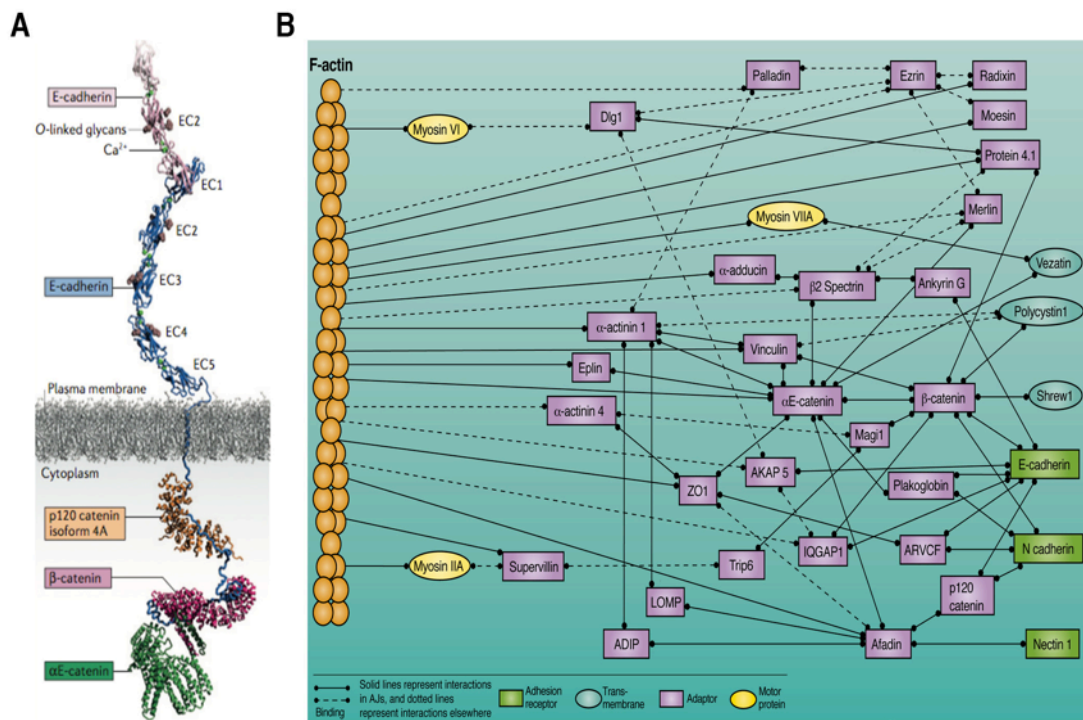 A
E-cadherin
EC2
O-linked glycans
Ca²⁺
EC1
EC2
E-cadherin
EC3
EC4
EC5
Plasma membrane
Cytoplasm
p120 catenin
isoform 4A
β-catenin
αE-catenin
B
F-actin
Palladin
Ezrin
Radixin
Dlg1
Moesin
Myosin VI
Protein 4.1
Merlin
Myosin VIIA
Vezatin
α-adducin
β2 Spectrin
Ankyrin G
Polycystin1
α-actinin 1
Vinculin
Eplin
αE-catenin
β-catenin
Shrew1
α-actinin 4
Magi1
E-cadherin
AKAP 5
Plakoglobin
ZO1
IQGAP1
ARVCF
N cadherin
Myosin IIA
Supervillin
Trip6
p120
catenin
LOMP
ADIP
Afadin
Nectin 1
Solid lines represent interactions
in AJs, and dotted lines
Binding represent interactions elsewhere
Adhesion
receptor
Trans-
membrane
Adaptor
Motor
protein